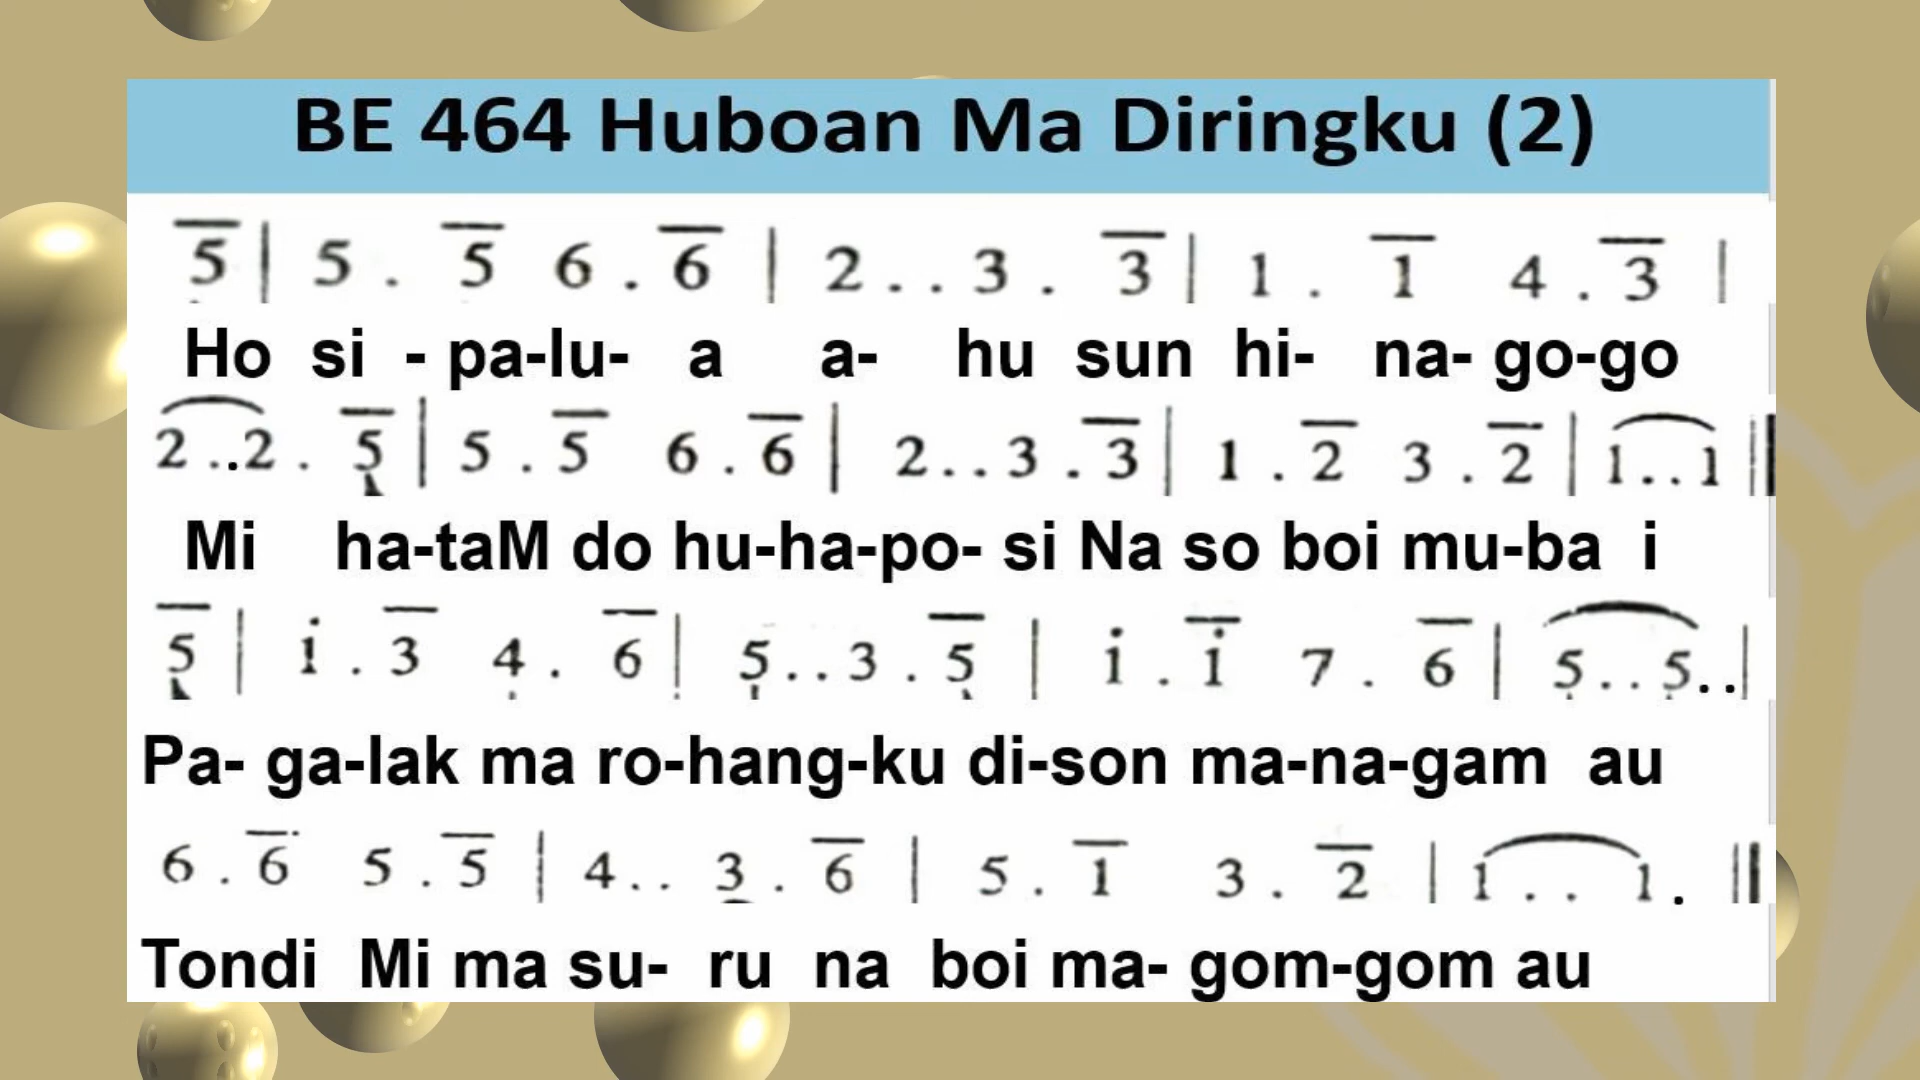 BE 464 Huboan Ma Diringku (2)
5 | 5 . 5 6 . 6 | 2 . . 3 . 3 | 1 . 1 4 . 3 |
Ho si - pa-lu- a a- hu sun hi- na- go-go
2 . . 2 . 5 | 5 . 5 6 . 6 | 2 . . 3 . 3 | 1 . 2 3 . 2 | 1 . . 1 ||
Mi ha-taM do hu-ha-po- si Na so boi mu-ba i
5 | i . 3 4 . 6 | 5 . . 3 . 5 | i . i 7 . 6 | 5 . . 5 . . |
Pa- ga-lak ma ro-hang-ku di-son ma-na-gam au
6 . 6 5 . 5 | 4 . . 3 . 6 | 5 . 1 3 . 2 | 1 . . 1 . ||
Tondi Mi ma su- ru na boi ma- gom-gom au